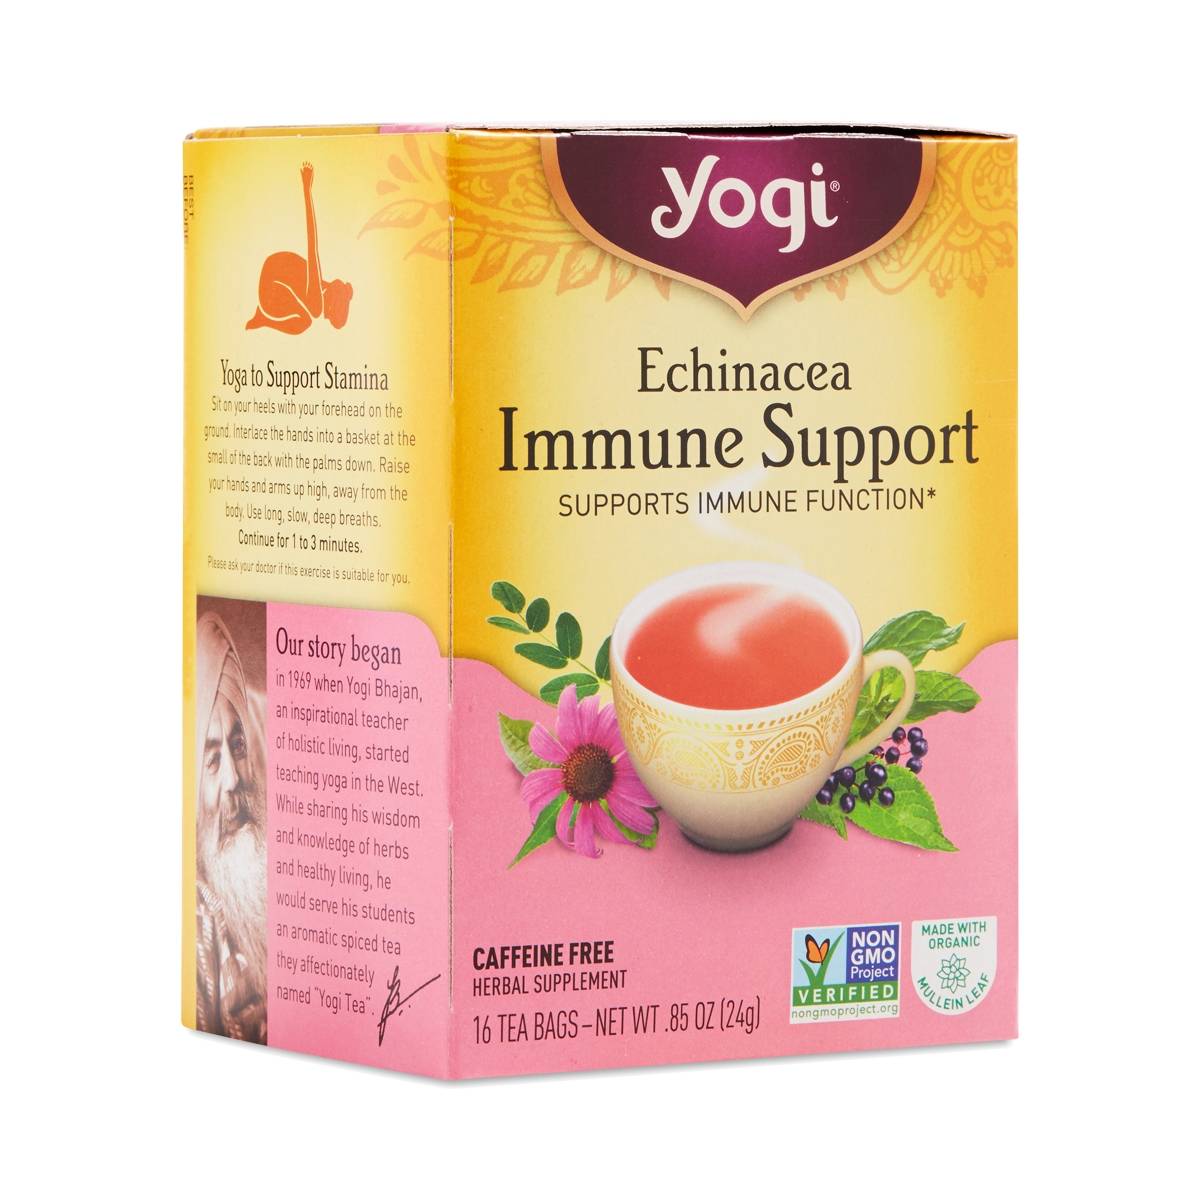 BEST
BEFORE
Yoga to Support Stamina
Sit on your heels with your forehead on the
ground. Interlace the hands into a basket at the
small of the back with the palms down. Raise
your hands and arms up high, away from the
body. Use long, slow, deep breaths.
Continue for 1 to 3 minutes.
Please ask your doctor if this exercise is suitable for you.
Our story began
in 1969 when Yogi Bhajan,
an inspirational teacher
of holistic living, started
teaching yoga in the West.
While sharing his wisdom
and knowledge of herbs
and healthy living, he
would serve his students
an aromatic spiced tea
they affectionately
named "Yogi Tea".
yogi®
Echinacea
Immune Support
SUPPORTS IMMUNE FUNCTION*
CAFFEINE FREE
HERBAL SUPPLEMENT
16 TEA BAGS – NET WT .85 OZ (24g)
NON
GMO
Project
VERIFIED
nongmoproject.org
MADE WITH
ORGANIC
MULLEIN LEAF